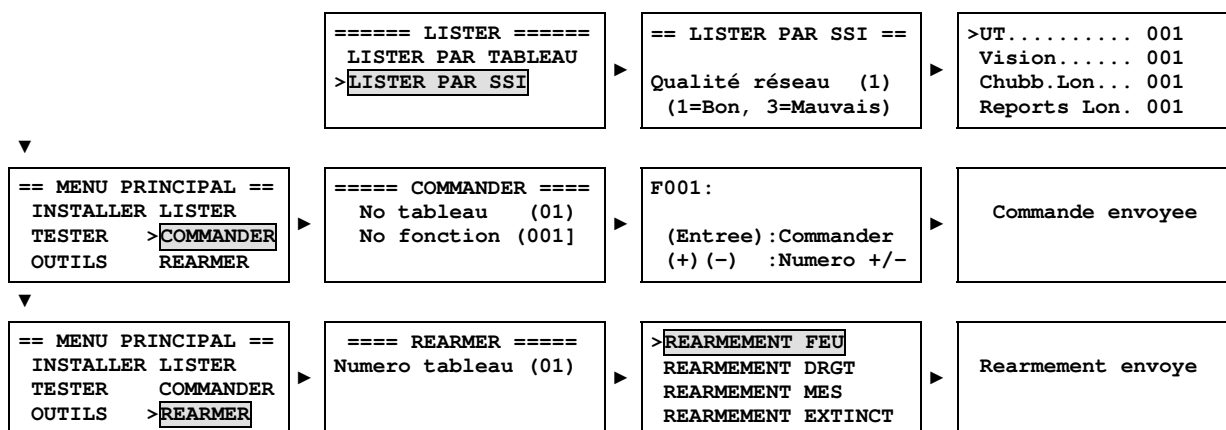 ====== LISTER ======
LISTER PAR TABLEAU
>LISTER PAR SSI
►
== LISTER PAR SSI ==
Qualité réseau (1)
(1=Bon, 3=Mauvais)
►
>UT.......... 001
Vision...... 001
Chubb.Lon... 001
Reports Lon. 001
▼
== MENU PRINCIPAL ==
INSTALLER LISTER
TESTER >COMMANDER
OUTILS REARMER
►
===== COMMANDER ====
No tableau (01)
No fonction (001]
►
F001:
(Entree):Commander
(+)(-) :Numero +/-
►
Commande envoyee
▼
== MENU PRINCIPAL ==
INSTALLER LISTER
TESTER COMMANDER
OUTILS >REARMER
►
==== REARMER =====
Numero tableau (01)
►
>REARMEMENT FEU
REARMEMENT DRGT
REARMEMENT MES
REARMEMENT EXTINCT
►
Rearmement envoye